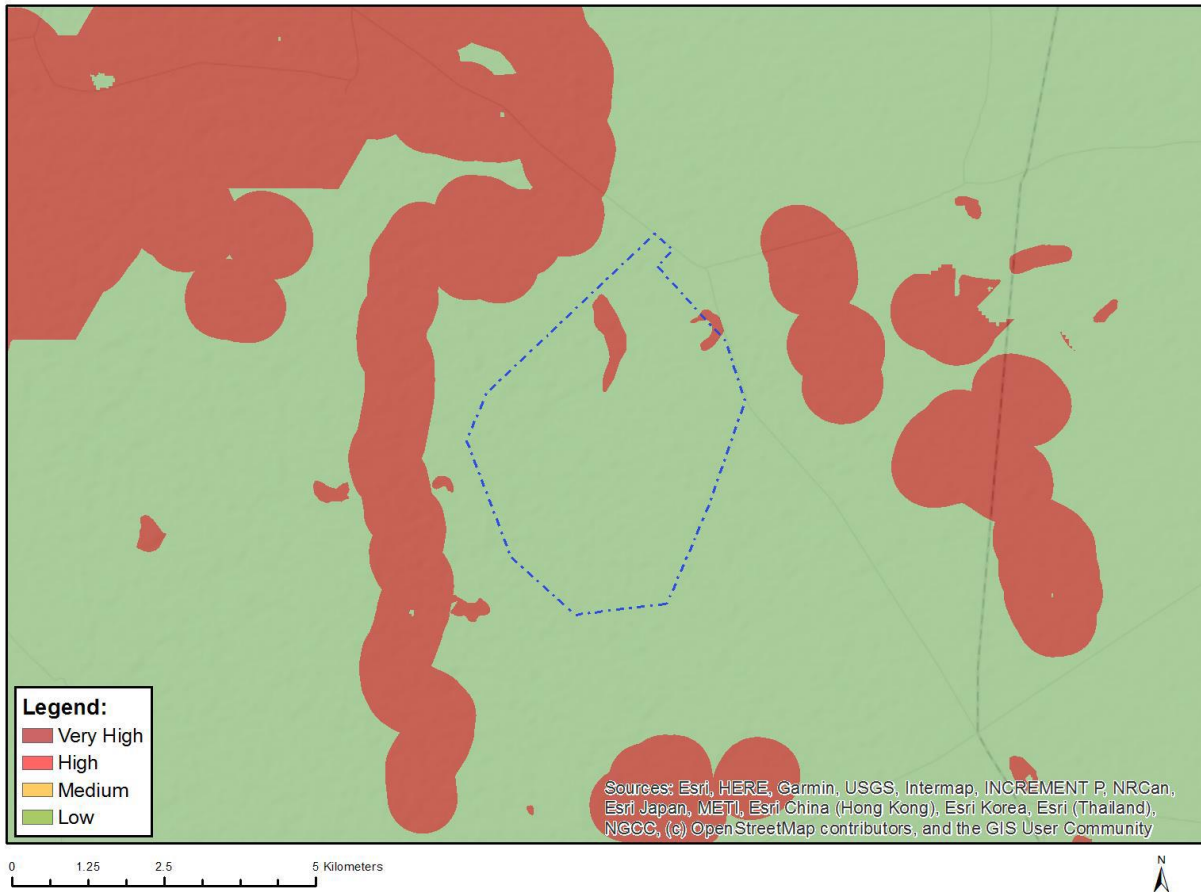 Legend:
Very High
High
Medium
Low
Sources: Esri, HERE, Garmin, USGS, Intermap, INCREMENT P, NRCan,
Esri Japan, METI, Esri China (Hong Kong), Esri Korea, Esri (Thailand),
NGCC, (c) OpenStreetMap contributors, and the GIS User Community
0 1.25 2.5 5 Kilometers
N